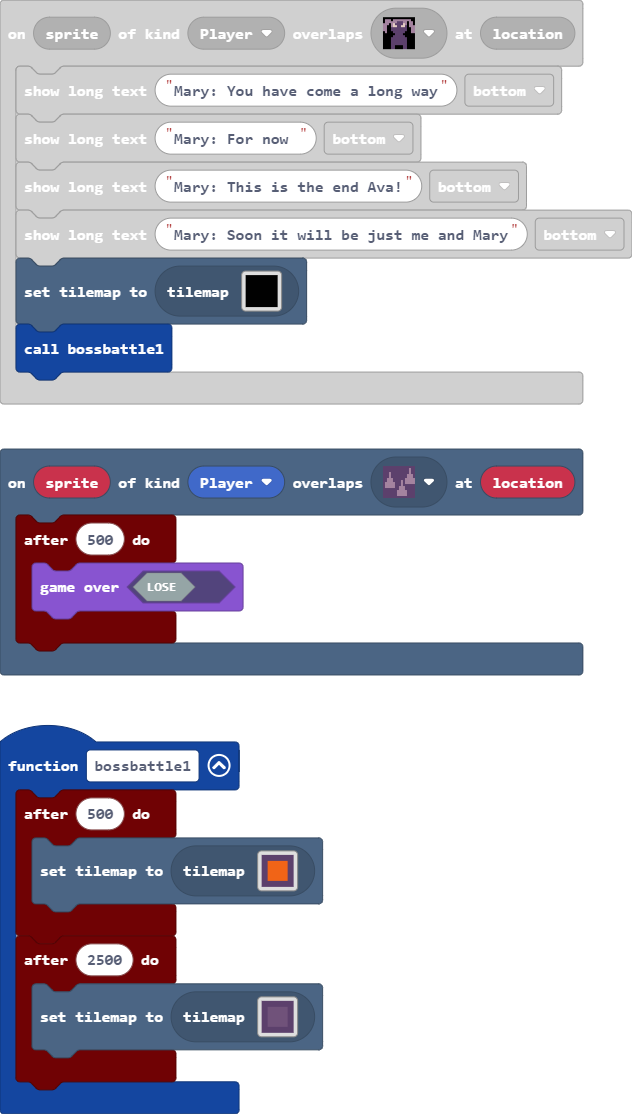 on sprite of kind Player overlaps at location
show long text "Mary: You have come a long way" bottom
show long text "Mary: For now " bottom
show long text "Mary: This is the end Ava!" bottom
show long text "Mary: Soon it will be just me and Mary" bottom
set tilemap to tilemap
call bossbattle1
on sprite of kind Player overlaps at location
after 500 do
game over LOSE
function bossbattle1
after 500 do
set tilemap to tilemap
after 2500 do
set tilemap to tilemap